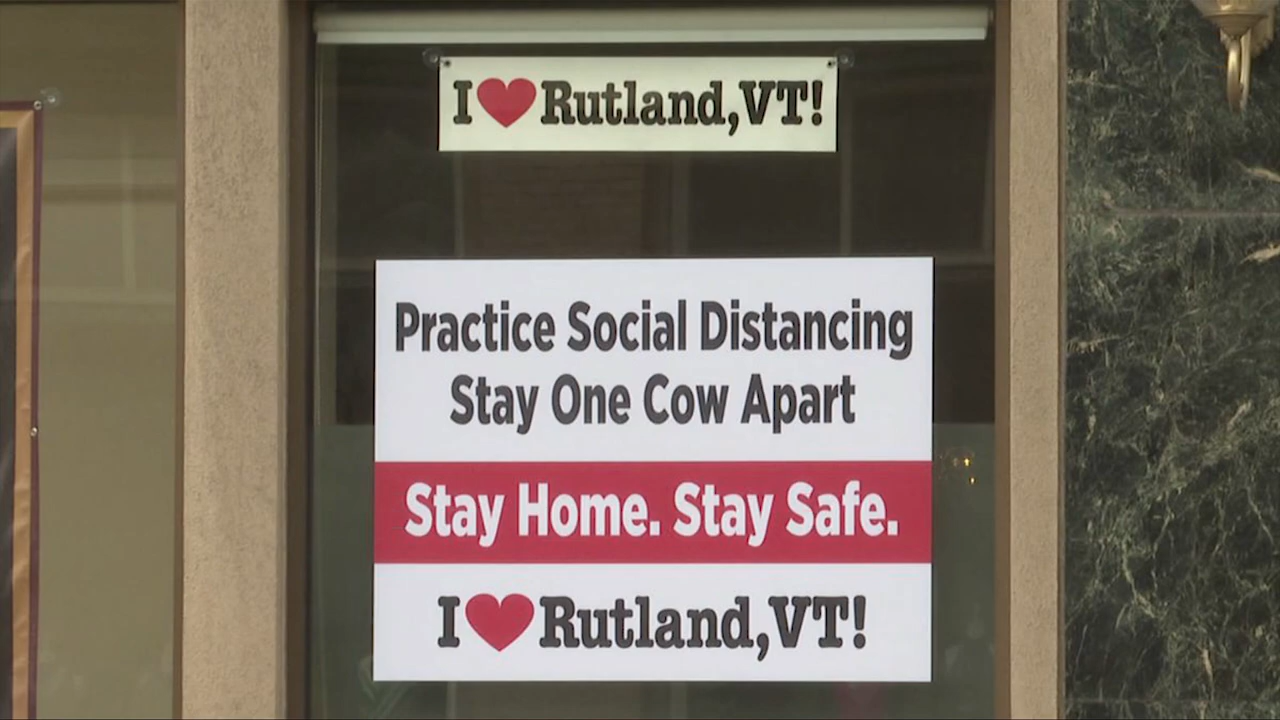 I ❤ Rutland,VT!
Practice Social Distancing
Stay One Cow Apart
Stay Home. Stay Safe.
I ❤ Rutland,VT!